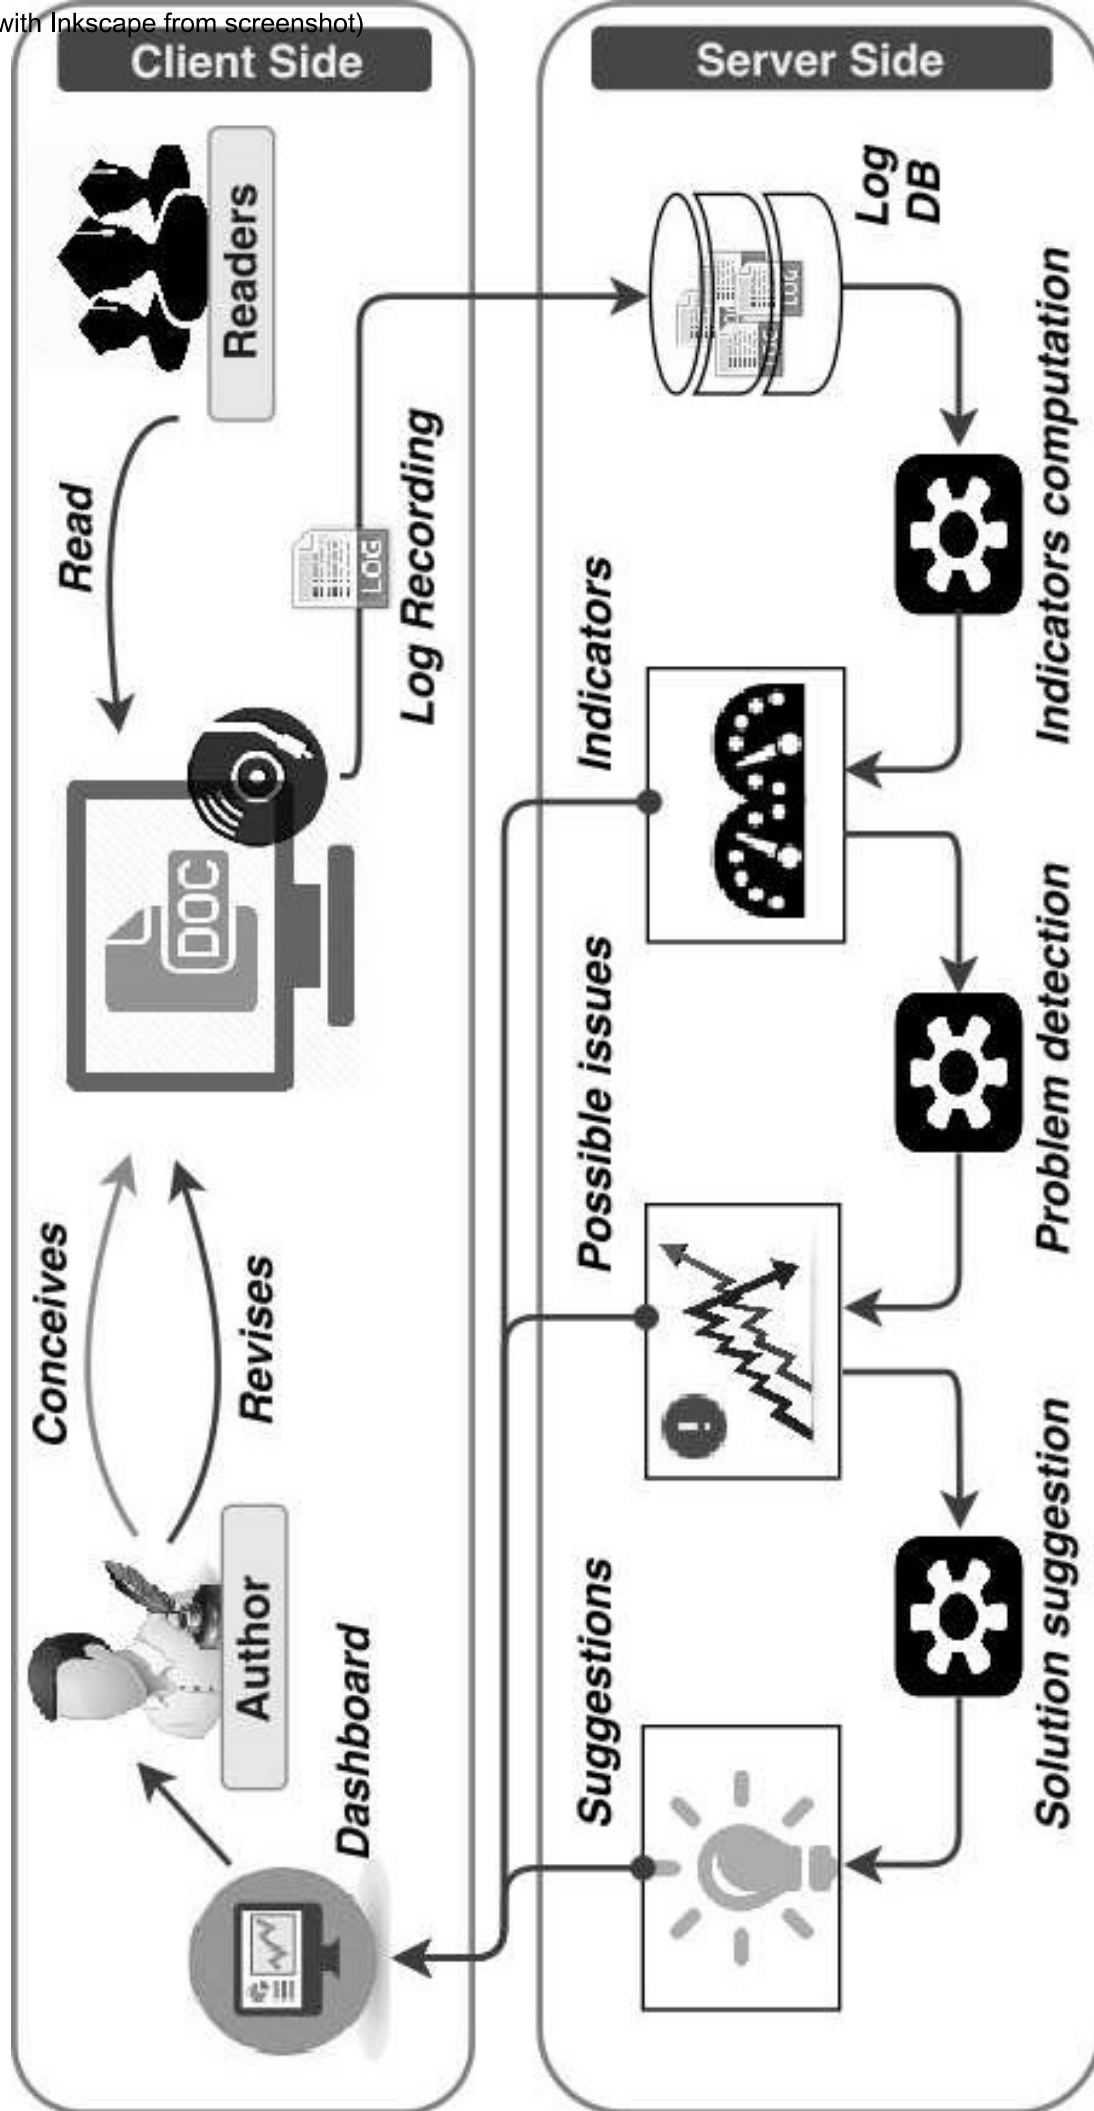 with Inkscape from screenshot)
Client Side
Server Side
Readers
Read
Log Recording
LOG
DOC
Conceives
Revises
Author
Dashboard
Log
DB
LOG
Indicators computation
Indicators
Problem detection
Possible issues
i
Solution suggestion
Suggestions